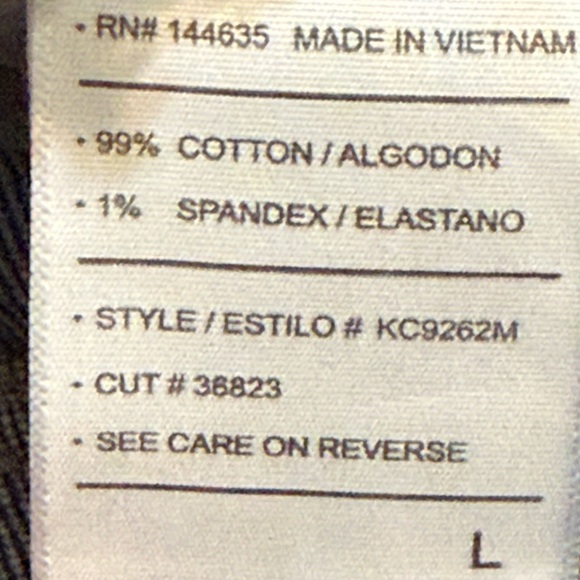 • RN# 144635 MADE IN VIETNAM
• 99% COTTON / ALGODON
• 1% SPANDEX / ELASTANO
• STYLE / ESTILO # KC9262M
• CUT # 36823
• SEE CARE ON REVERSE
L